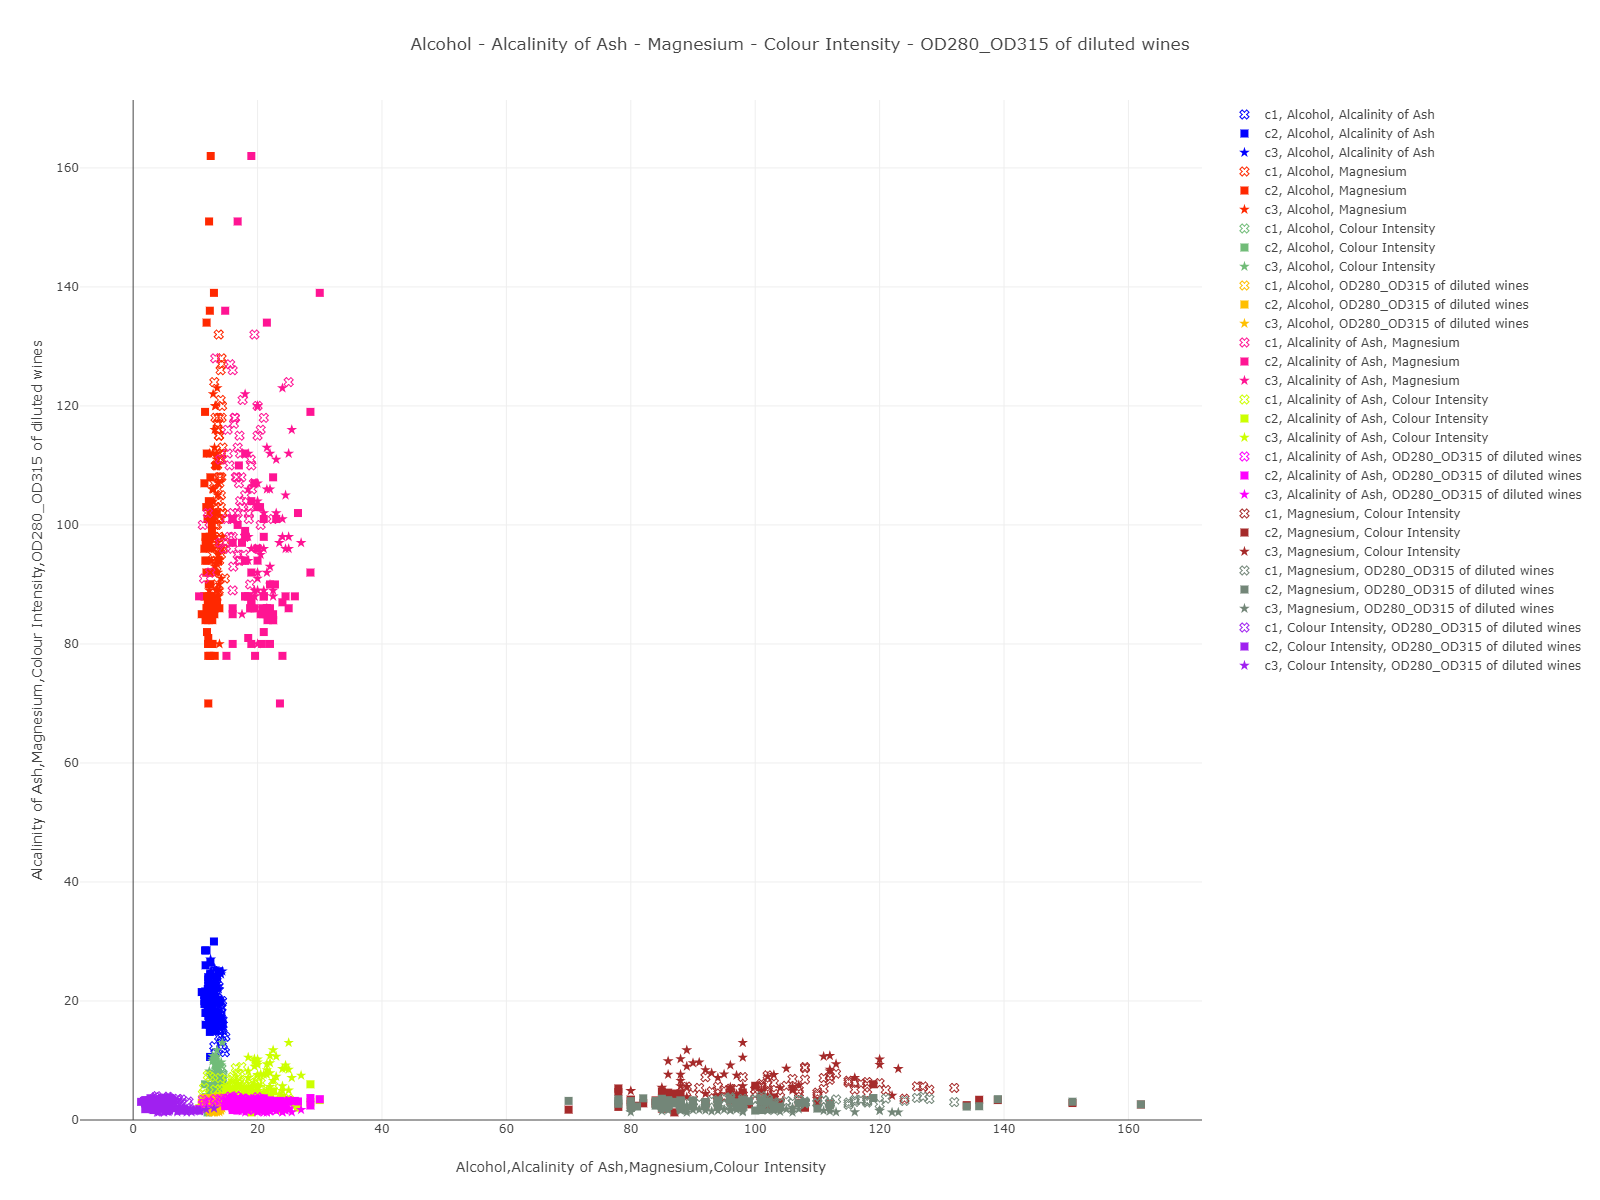 Alcohol - Alcalinity of Ash - Magnesium - Colour Intensity - OD280_OD315 of diluted wines
Alcalinity of Ash,Magnesium,Colour Intensity,OD280_OD315 of diluted wines
160
140
120
100
80
60
40
20
0
0 20 40 60 80 100 120 140 160
Alcohol,Alcalinity of Ash,Magnesium,Colour Intensity
c1, Alcohol, Alcalinity of Ash
c2, Alcohol, Alcalinity of Ash
c3, Alcohol, Alcalinity of Ash
c1, Alcohol, Magnesium
c2, Alcohol, Magnesium
c3, Alcohol, Magnesium
c1, Alcohol, Colour Intensity
c2, Alcohol, Colour Intensity
c3, Alcohol, Colour Intensity
c1, Alcohol, OD280_OD315 of diluted wines
c2, Alcohol, OD280_OD315 of diluted wines
c3, Alcohol, OD280_OD315 of diluted wines
c1, Alcalinity of Ash, Magnesium
c2, Alcalinity of Ash, Magnesium
c3, Alcalinity of Ash, Magnesium
c1, Alcalinity of Ash, Colour Intensity
c2, Alcalinity of Ash, Colour Intensity
c3, Alcalinity of Ash, Colour Intensity
c1, Alcalinity of Ash, OD280_OD315 of diluted wines
c2, Alcalinity of Ash, OD280_OD315 of diluted wines
c3, Alcalinity of Ash, OD280_OD315 of diluted wines
c1, Magnesium, Colour Intensity
c2, Magnesium, Colour Intensity
c3, Magnesium, Colour Intensity
c1, Magnesium, OD280_OD315 of diluted wines
c2, Magnesium, OD280_OD315 of diluted wines
c3, Magnesium, OD280_OD315 of diluted wines
c1, Colour Intensity, OD280_OD315 of diluted wines
c2, Colour Intensity, OD280_OD315 of diluted wines
c3, Colour Intensity, OD280_OD315 of diluted wines